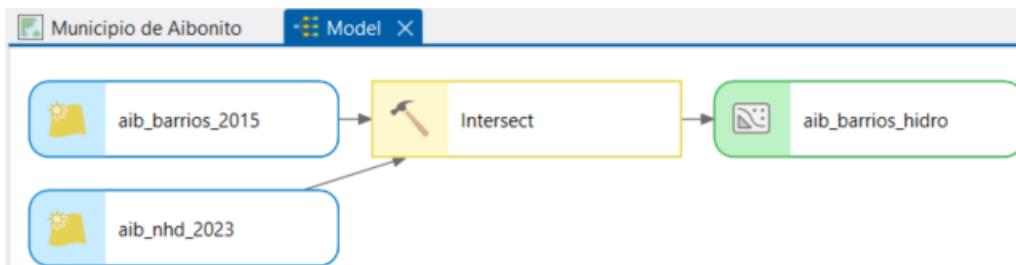 Municipio de Aibonito
Model
aib_barrios_2015
Intersect
aib_barrios_hidro
aib_nhd_2023